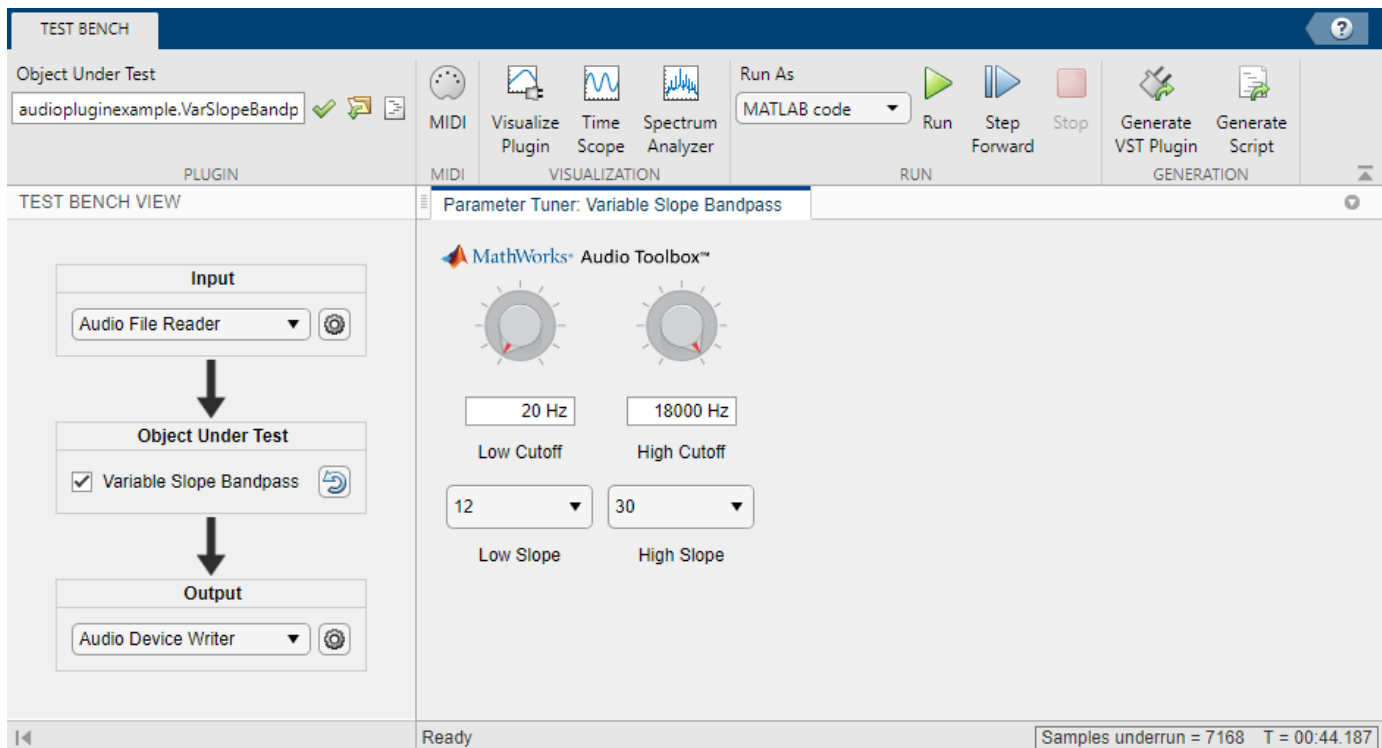 TEST BENCH
?
Object Under Test
audiopluginexample.VarSlopeBandp
MIDI
Visualize
Plugin
Time
Scope
Spectrum
Analyzer
Run As
MATLAB code
Run
Step
Forward
Stop
Generate
VST Plugin
Generate
Script
PLUGIN
MIDI
VISUALIZATION
RUN
GENERATION
TEST BENCH VIEW
Parameter Tuner: Variable Slope Bandpass
Input
Audio File Reader
Object Under Test
Variable Slope Bandpass
Output
Audio Device Writer
MathWorks® Audio Toolbox™
20 Hz
18000 Hz
Low Cutoff
High Cutoff
12
30
Low Slope
High Slope
Ready
Samples underrun = 7168 T = 00:44.187